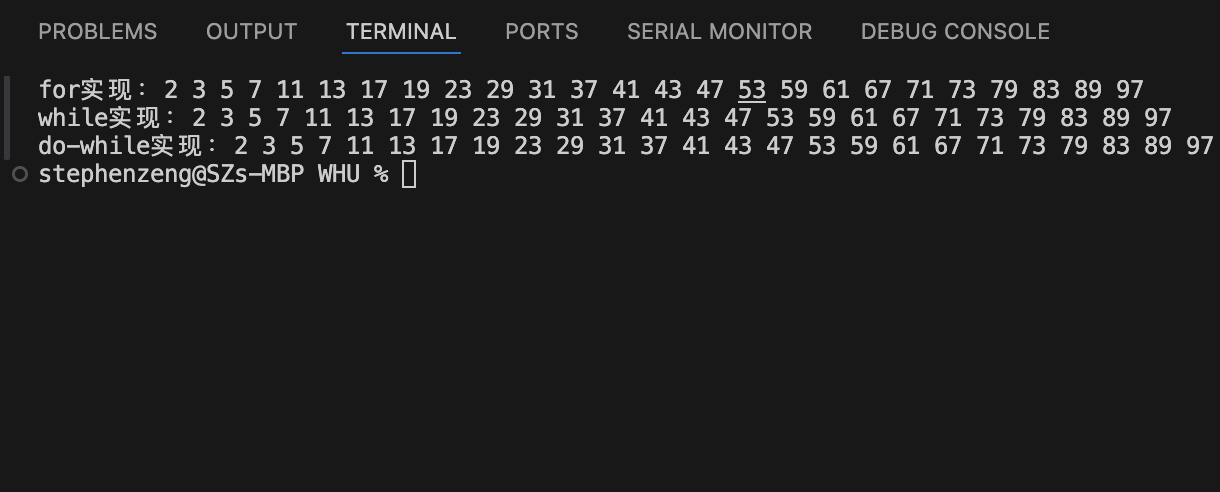 PROBLEMS OUTPUT TERMINAL PORTS SERIAL MONITOR DEBUG CONSOLE
for实现：2 3 5 7 11 13 17 19 23 29 31 37 41 43 47 53 59 61 67 71 73 79 83 89 97
while实现：2 3 5 7 11 13 17 19 23 29 31 37 41 43 47 53 59 61 67 71 73 79 83 89 97
do-while实现：2 3 5 7 11 13 17 19 23 29 31 37 41 43 47 53 59 61 67 71 73 79 83 89 97
stephenzeng@SZs-MBP WHU %